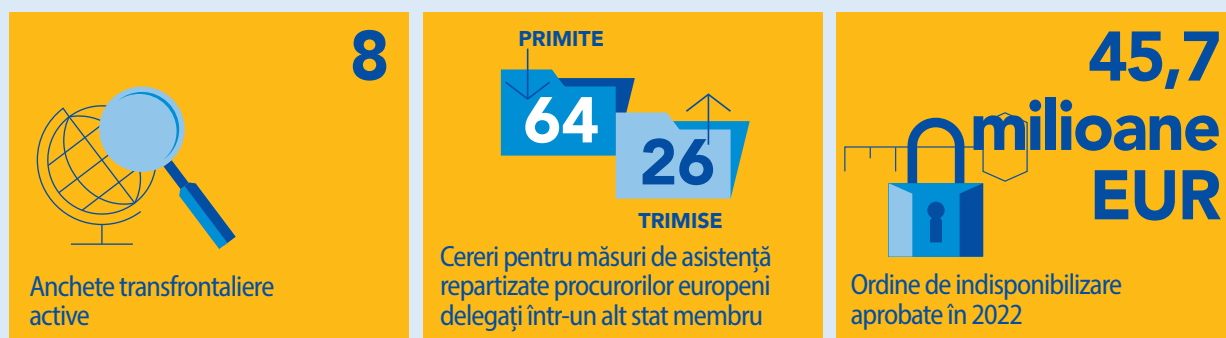 8
Anchete transfrontaliere
active
PRIMITE
64
26
TRIMISE
Cereri pentru măsuri de asistență
repartizate procurorilor europeni
delegați într-un alt stat membru
45,7
milioane
EUR
Ordine de indisponibilizare
aprobate în 2022